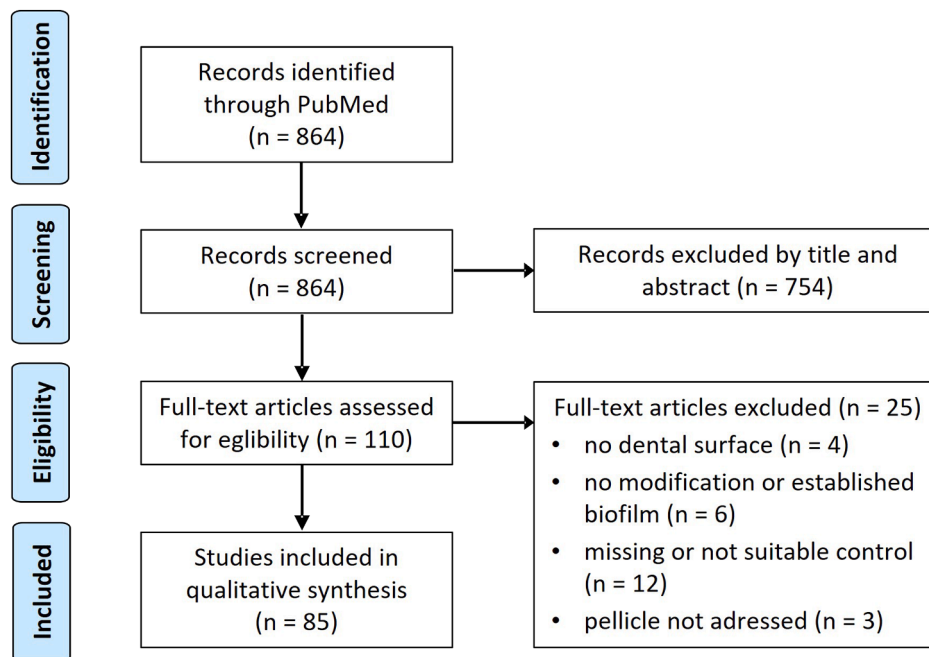 Identification
Records identified
through PubMed
(n = 864)
Screening
Records screened
(n = 864)
Records excluded by title and
abstract (n = 754)
Eligibility
Full-text articles assessed
for eglibility (n = 110)
Full-text articles excluded (n = 25)
• no dental surface (n = 4)
• no modification or established
biofilm (n = 6)
• missing or not suitable control
(n = 12)
• pellicle not adressed (n = 3)
Included
Studies included in
qualitative synthesis
(n = 85)